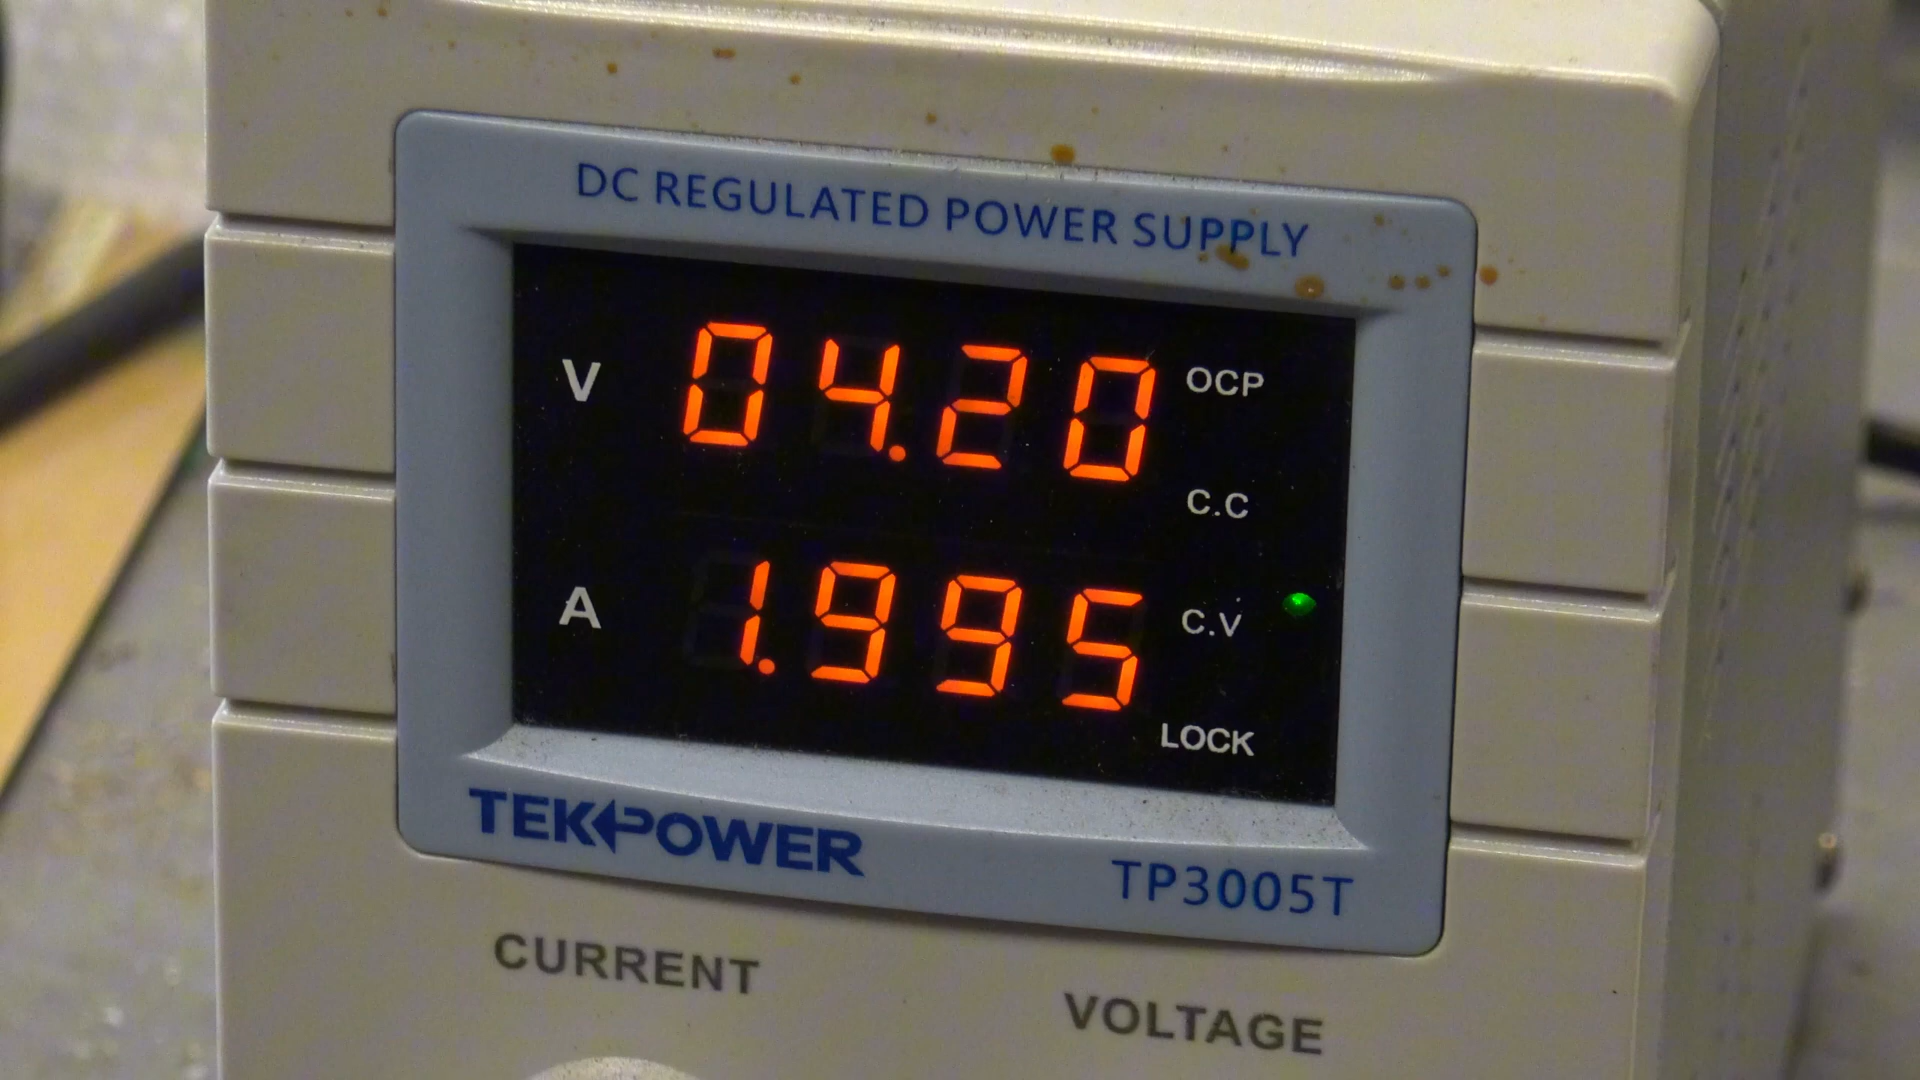 DC REGULATED POWER SUPPLY
V 04.20 OCP
C.C
A 1.995 C.V
LOCK
TEKPOWER
TP3005T
CURRENT
VOLTAGE